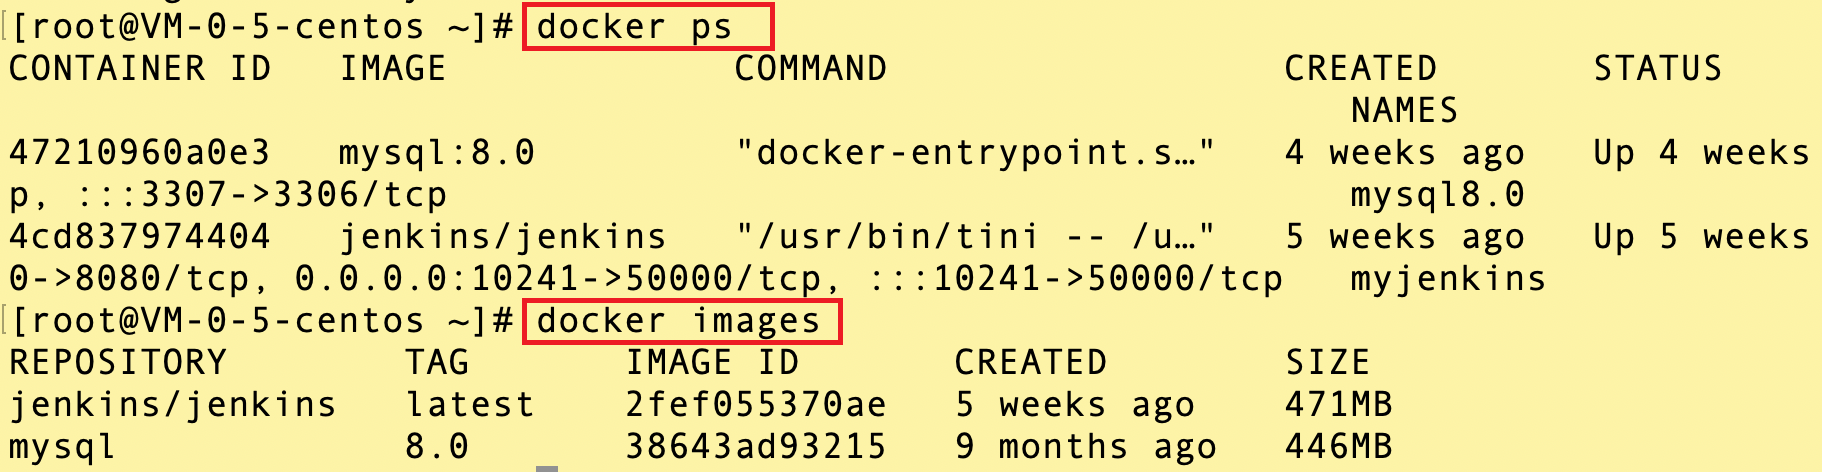 [[root@VM-0-5-centos ~]# docker ps
CONTAINER ID   IMAGE             COMMAND                  CREATED       STATUS
NAMES
47210960a0e3   mysql:8.0         "docker-entrypoint.s…"   4 weeks ago   Up 4 weeks
p, :::3307->3306/tcp                                         mysql8.0
4cd837974404   jenkins/jenkins   "/usr/bin/tini -- /u…"   5 weeks ago   Up 5 weeks
0->8080/tcp, 0.0.0.0:10241->50000/tcp, :::10241->50000/tcp   myjenkins
[[root@VM-0-5-centos ~]# docker images
REPOSITORY        TAG       IMAGE ID       CREATED        SIZE
jenkins/jenkins   latest    2fef055370ae   5 weeks ago    471MB
mysql             8.0       38643ad93215   9 months ago   446MB